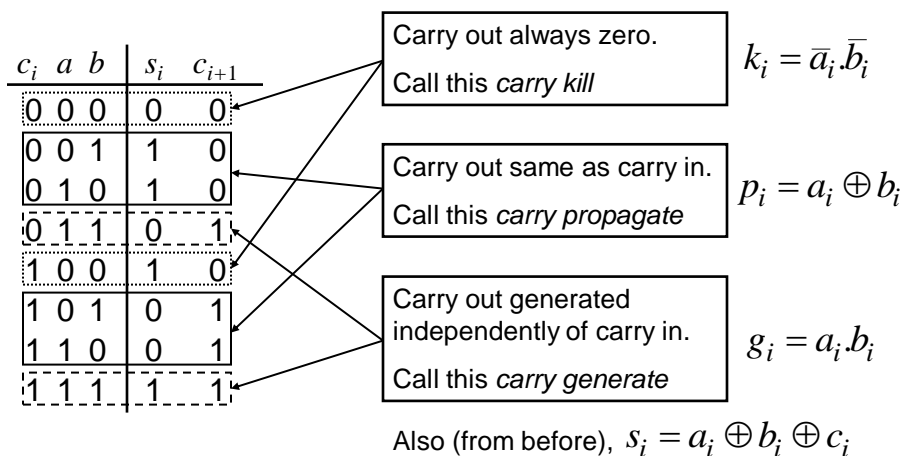 c_i a b s_i c_{i+1}
0 0 0 0 0
0 0 1 1 0
0 1 0 1 0
0 1 1 0 1
1 0 0 1 0
1 0 1 0 1
1 1 0 0 1
1 1 1 1 1
Carry out always zero.
Call this carry kill
k_i = \bar{a}_i.\bar{b}_i
Carry out same as carry in.
Call this carry propagate
p_i = a_i ⊕ b_i
Carry out generated
independently of carry in.
Call this carry generate
g_i = a_i.b_i
Also (from before), s_i = a_i ⊕ b_i ⊕ c_i